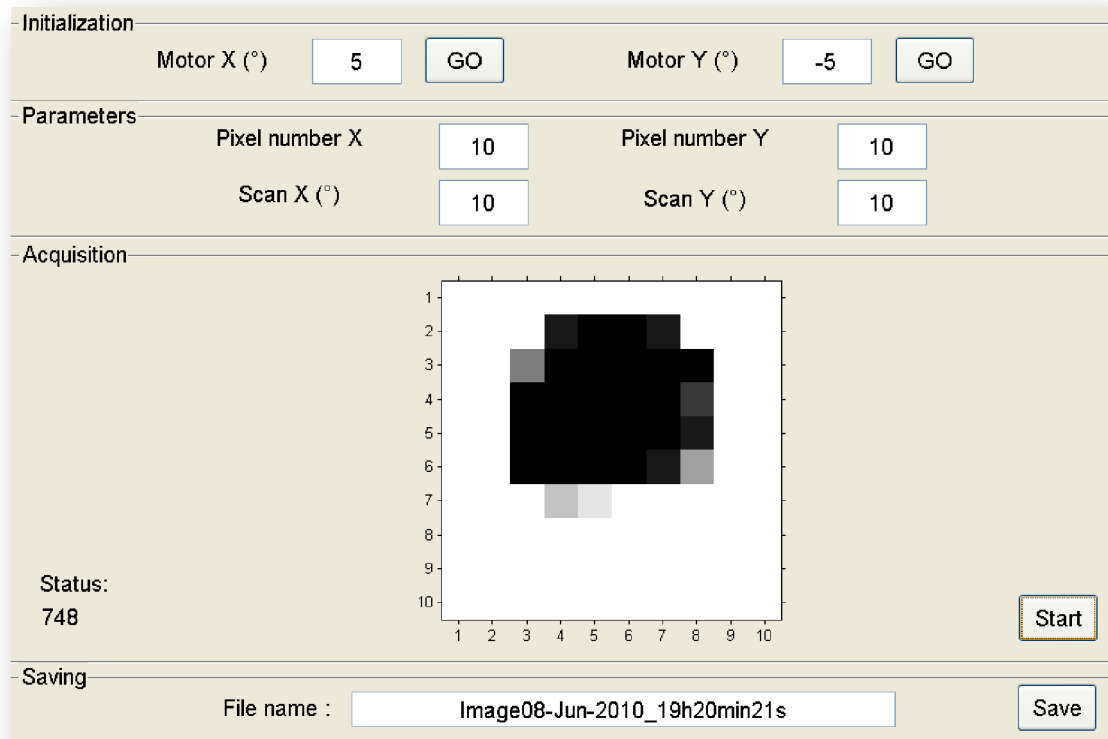 Initialization
Motor X (°) 5 GO Motor Y (°) -5 GO
Parameters
Pixel number X 10 Pixel number Y 10
Scan X (°) 10 Scan Y (°) 10
Acquisition
1
2
3
4
5
6
7
8
9
10
1 2 3 4 5 6 7 8 9 10
Status:
748
Start
Saving
File name : Image08-Jun-2010_19h20min21s Save